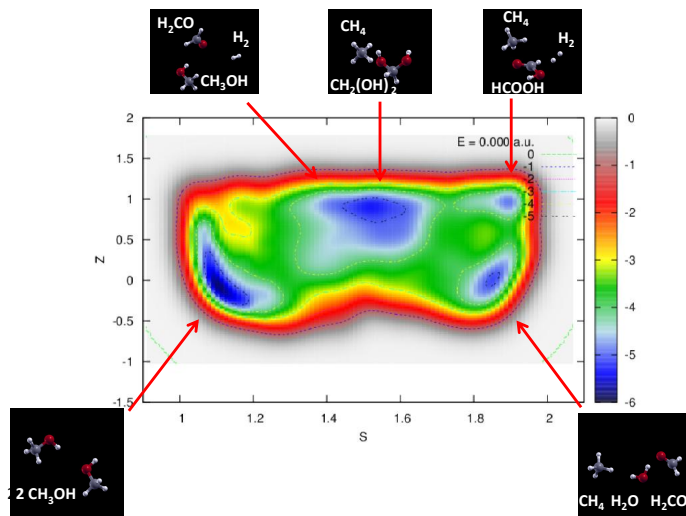 H₂CO
H₂
CH₃OH
CH₄
CH₂(OH)₂
CH₄
H₂
HCOOH
E = 0.000 a.u.
0
-1
-2
-3
-4
-5
2
1.5
1
0.5
0
-0.5
-1
-1.5
Z
1
1.2
1.4
1.6
1.8
2
S
0
-1
-2
-3
-4
-5
-6
2 CH₃OH
CH₄ H₂O H₂CO